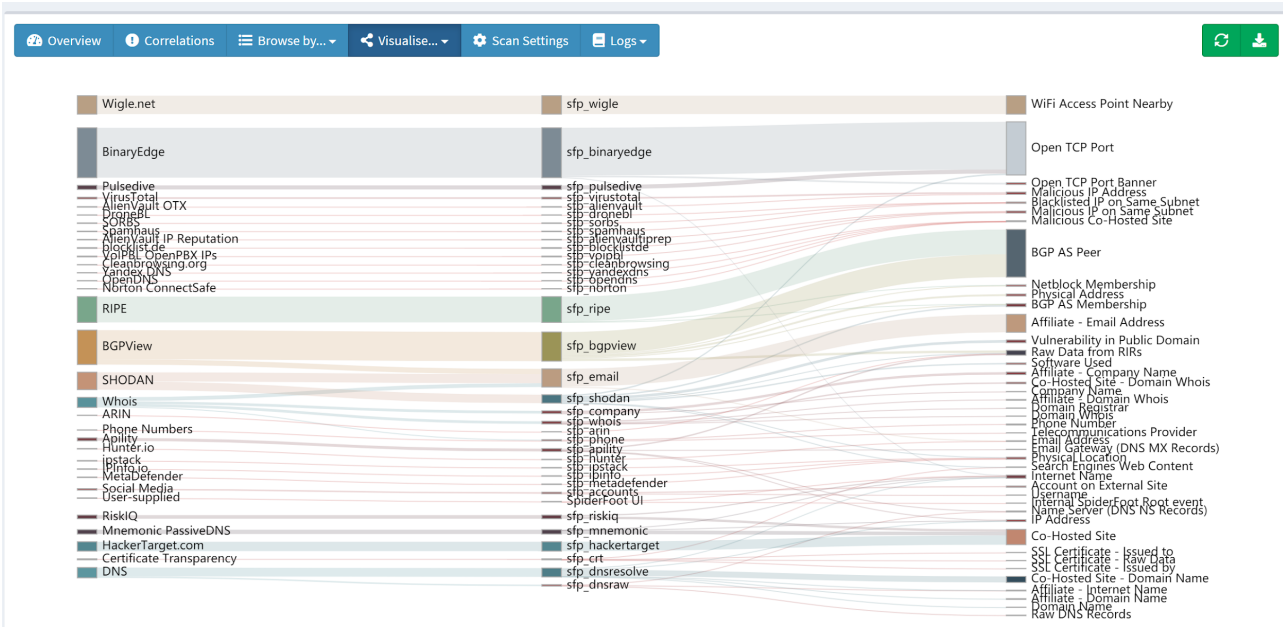 Overview
Correlations
Browse by...
Visualise...
Scan Settings
Logs
Wigle.net
BinaryEdge
Pulsedive
VirusTotal
AlienVault OTX
DroneBL
SORBS
Spamhaus
AlienVault IP Reputation
blocklist.de
VoIPBL OpenPBX IPs
Cleanbrowsing.org
Yandex DNS
OpenDNS
Norton ConnectSafe
RIPE
BGPView
SHODAN
Whois
ARIN
Phone Numbers
Apility
Hunter.io
ipstack
IPInfo.io
MetaDefender
Social Media
User-supplied
RiskIQ
Mnemonic PassiveDNS
HackerTarget.com
Certificate Transparency
DNS
sfp_wigle
sfp_binaryedge
sfp_pulsedive
sfp_virustotal
sfp_alienvault
sfp_dronebl
sfp_sorbs
sfp_spamhaus
sfp_alienvaultiprep
sfp_blocklistde
sfp_voipbl
sfp_cleanbrowsing
sfp_yandexdns
sfp_opendns
sfp_norton
sfp_ripe
sfp_bgpview
sfp_email
sfp_shodan
sfp_company
sfp_whois
sfp_arin
sfp_phone
sfp_apility
sfp_hunter
sfp_ipstack
sfp_ipinfo
sfp_metadefender
sfp_accounts
SpiderFoot UI
sfp_riskiq
sfp_mnemonic
sfp_hackertarget
sfp_crt
sfp_dnsresolve
sfp_dnsraw
WiFi Access Point Nearby
Open TCP Port
Open TCP Port Banner
Malicious IP Address
Blacklisted IP on Same Subnet
Malicious IP on Same Subnet
Malicious Co-Hosted Site
BGP AS Peer
Netblock Membership
Physical Address
BGP AS Membership
Affiliate - Email Address
Vulnerability in Public Domain
Raw Data from RIRs
Software Used
Affiliate - Company Name
Co-Hosted Site - Domain Whois
Company Name
Affiliate - Domain Whois
Domain Registrar
Domain Whois
Phone Number
Telecommunications Provider
Email Address
Email Gateway (DNS MX Records)
Physical Location
Search Engines Web Content
Internet Name
Account on External Site
Username
Internal SpiderFoot Root event
Name Server (DNS NS Records)
IP Address
Co-Hosted Site
SSL Certificate - Issued to
SSL Certificate - Raw Data
SSL Certificate - Issued by
Co-Hosted Site - Domain Name
Affiliate - Internet Name
Affiliate - Domain Name
Domain Name
Raw DNS Records